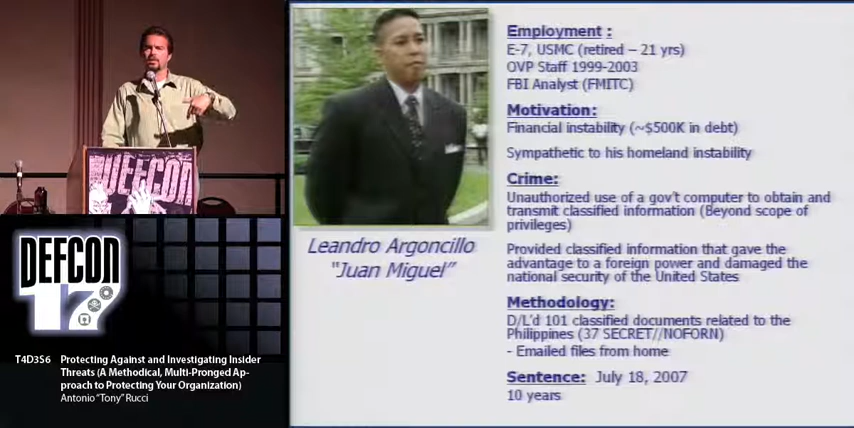 DEFCON
DEFCON
17
T4D3S6 Protecting Against and Investigating Insider
Threats (A Methodical, Multi-Pronged Ap-
proach to Protecting Your Organization)
Antonio "Tony" Rucci
Leandro Argoncillo
"Juan Miguel"
Employment :
E-7, USMC (retired – 21 yrs)
OVP Staff 1999-2003
FBI Analyst (FMITC)
Motivation:
Financial instability (~$500K in debt)
Sympathetic to his homeland instability
Crime:
Unauthorized use of a gov't computer to obtain and
transmit classified information (Beyond scope of
privileges)
Provided classified information that gave the
advantage to a foreign power and damaged the
national security of the United States
Methodology:
D/L'd 101 classified documents related to the
Philippines (37 SECRET//NOFORN)
- Emailed files from home
Sentence: July 18, 2007
10 years